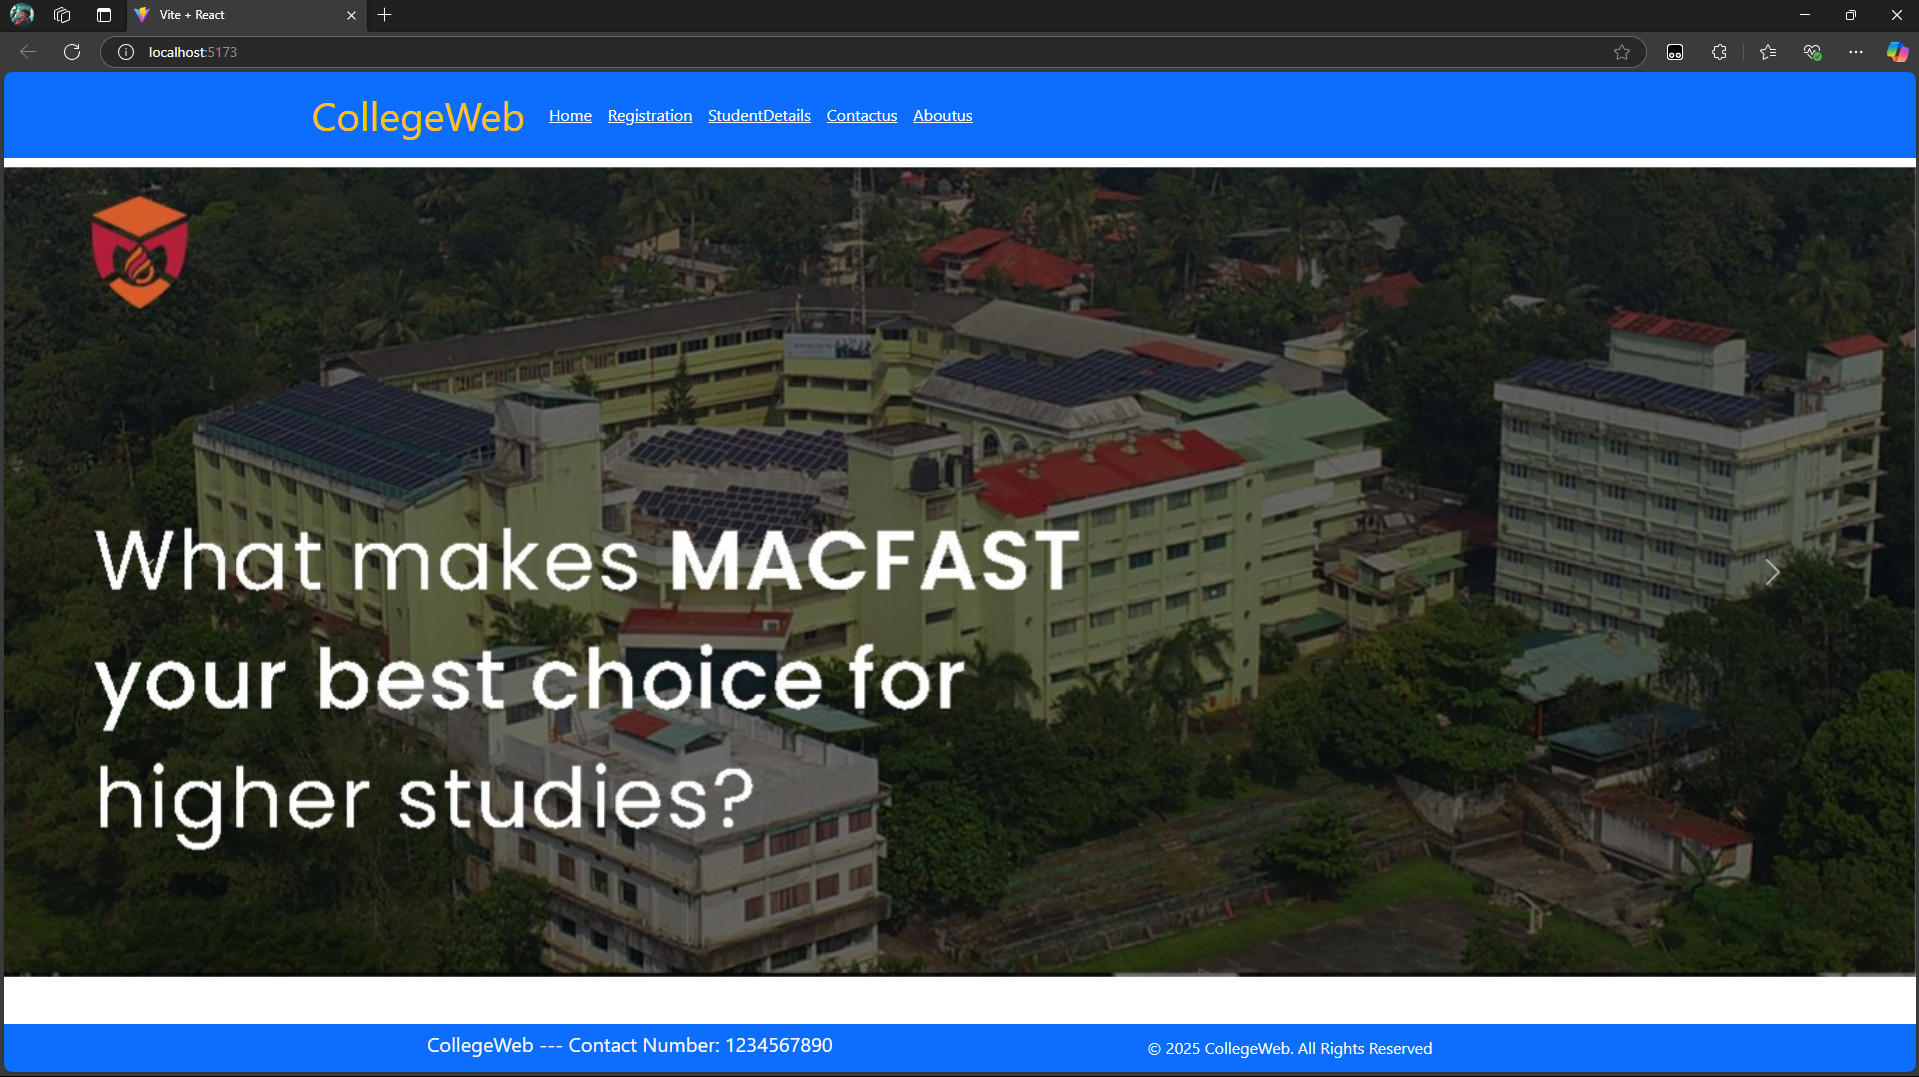 Vite + React
localhost:5173
CollegeWeb Home Registration StudentDetails Contactus Aboutus
What makes MACFAST
your best choice for
higher studies?
CollegeWeb --- Contact Number: 1234567890
© 2025 CollegeWeb. All Rights Reserved